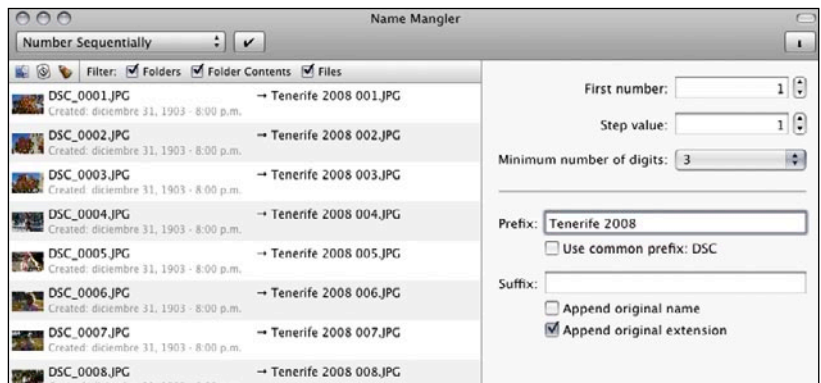 Name Mangler
Number Sequentially
Filter: Folders Folder Contents Files
DSC_0001.JPG → Tenerife 2008 001.JPG
Created: diciembre 31, 1903 - 8:00 p.m.
DSC_0002.JPG → Tenerife 2008 002.JPG
Created: diciembre 31, 1903 - 8:00 p.m.
DSC_0003.JPG → Tenerife 2008 003.JPG
Created: diciembre 31, 1903 - 8:00 p.m.
DSC_0004.JPG → Tenerife 2008 004.JPG
Created: diciembre 31, 1903 - 8:00 p.m.
DSC_0005.JPG → Tenerife 2008 005.JPG
Created: diciembre 31, 1903 - 8:00 p.m.
DSC_0006.JPG → Tenerife 2008 006.JPG
Created: diciembre 31, 1903 - 8:00 p.m.
DSC_0007.JPG → Tenerife 2008 007.JPG
Created: diciembre 31, 1903 - 8:00 p.m.
DSC_0008.JPG → Tenerife 2008 008.JPG
First number: 1
Step value: 1
Minimum number of digits: 3
Prefix: Tenerife 2008
Use common prefix: DSC
Suffix:
Append original name
Append original extension